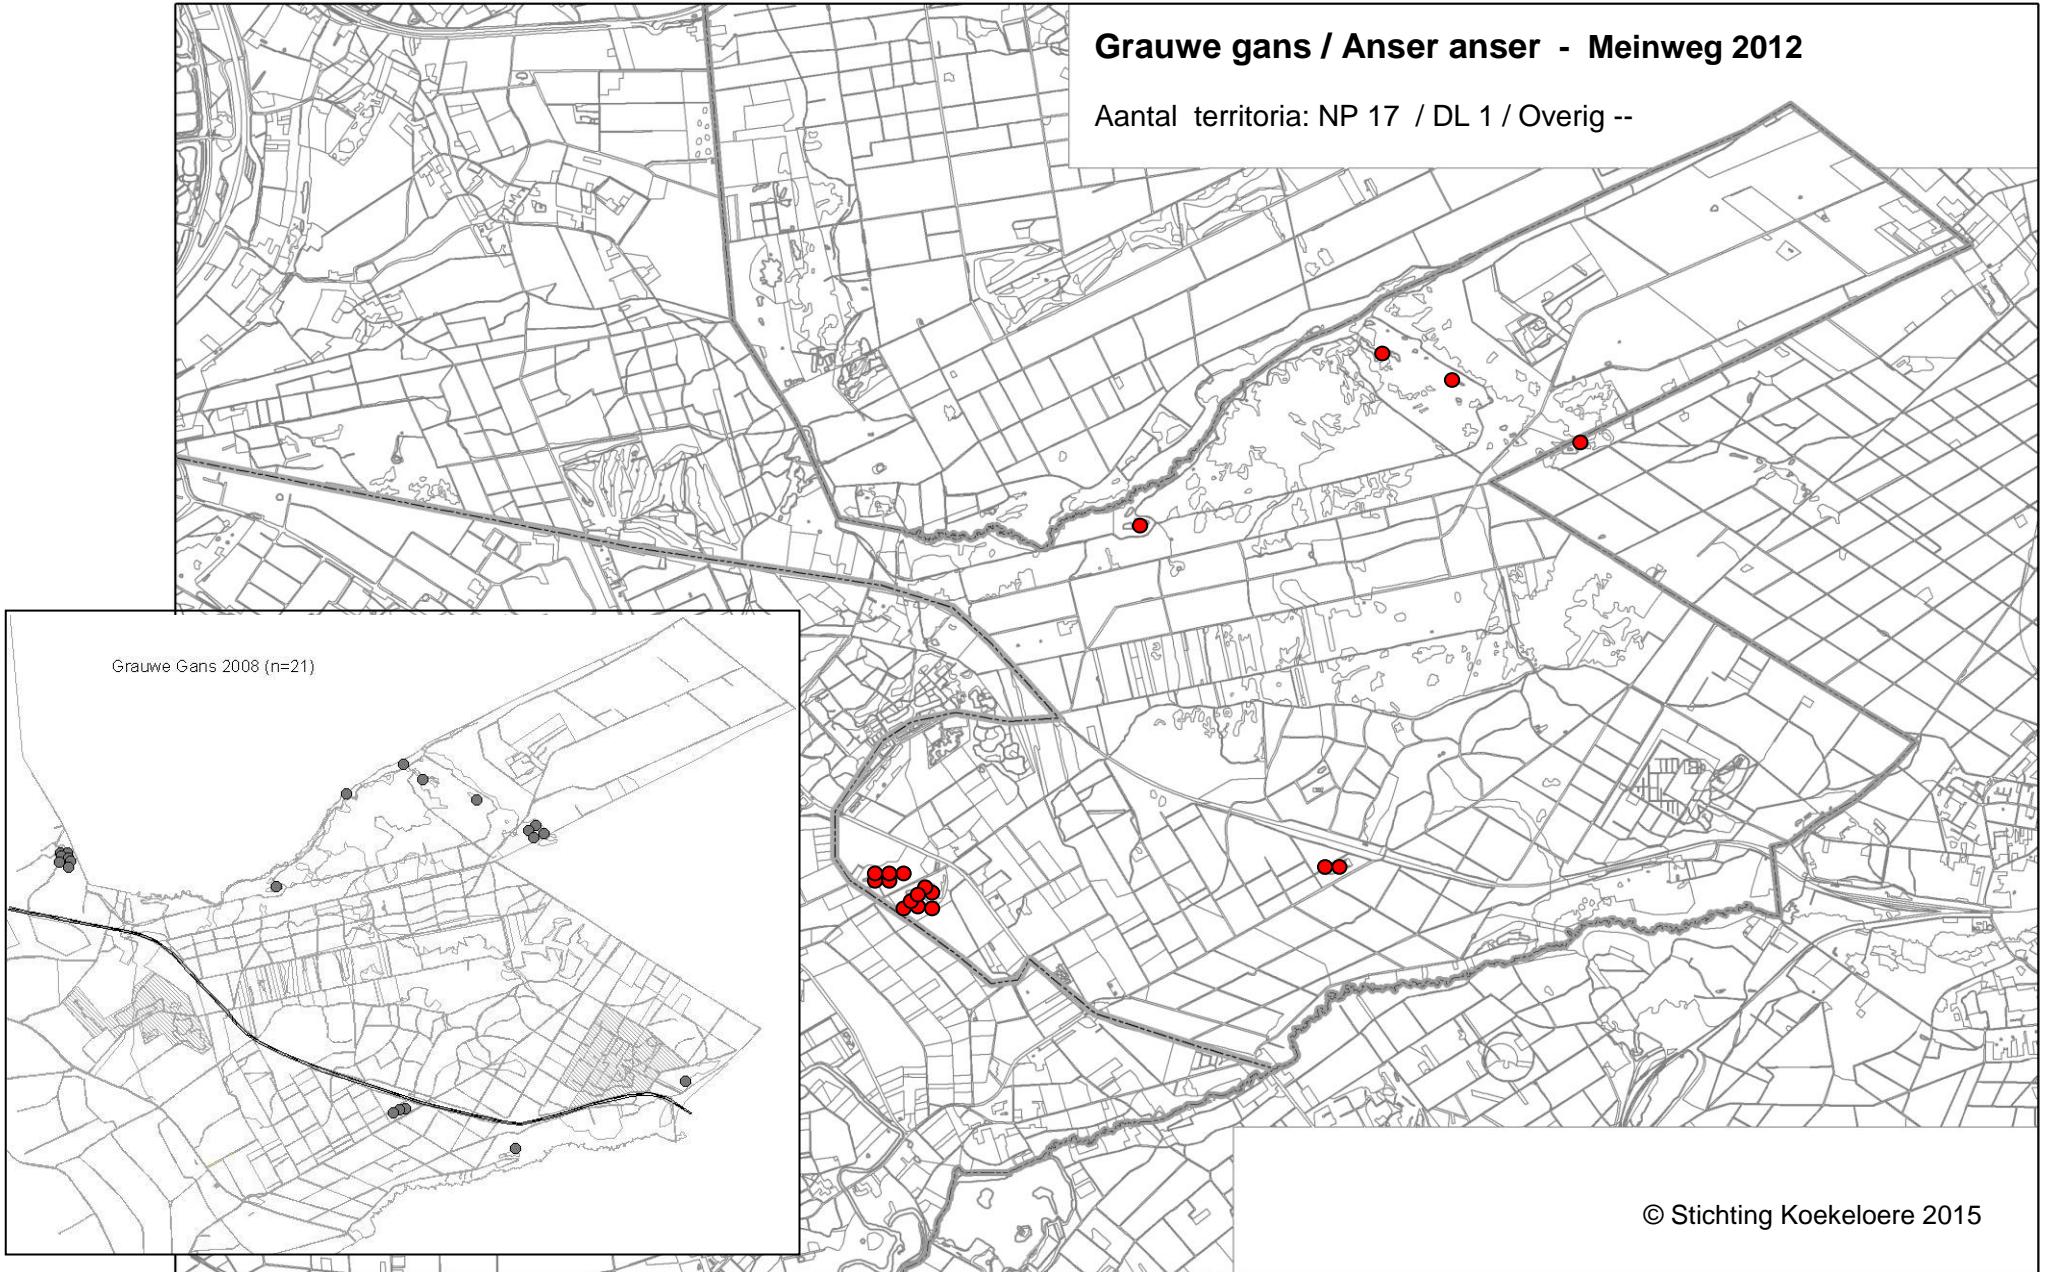 Grauwe gans / Anser anser - Meinweg 2012
Aantal territoria: NP 17 / DL 1 / Overig --
Grauwe Gans 2008 (n=21)
© Stichting Koekeloere 2015